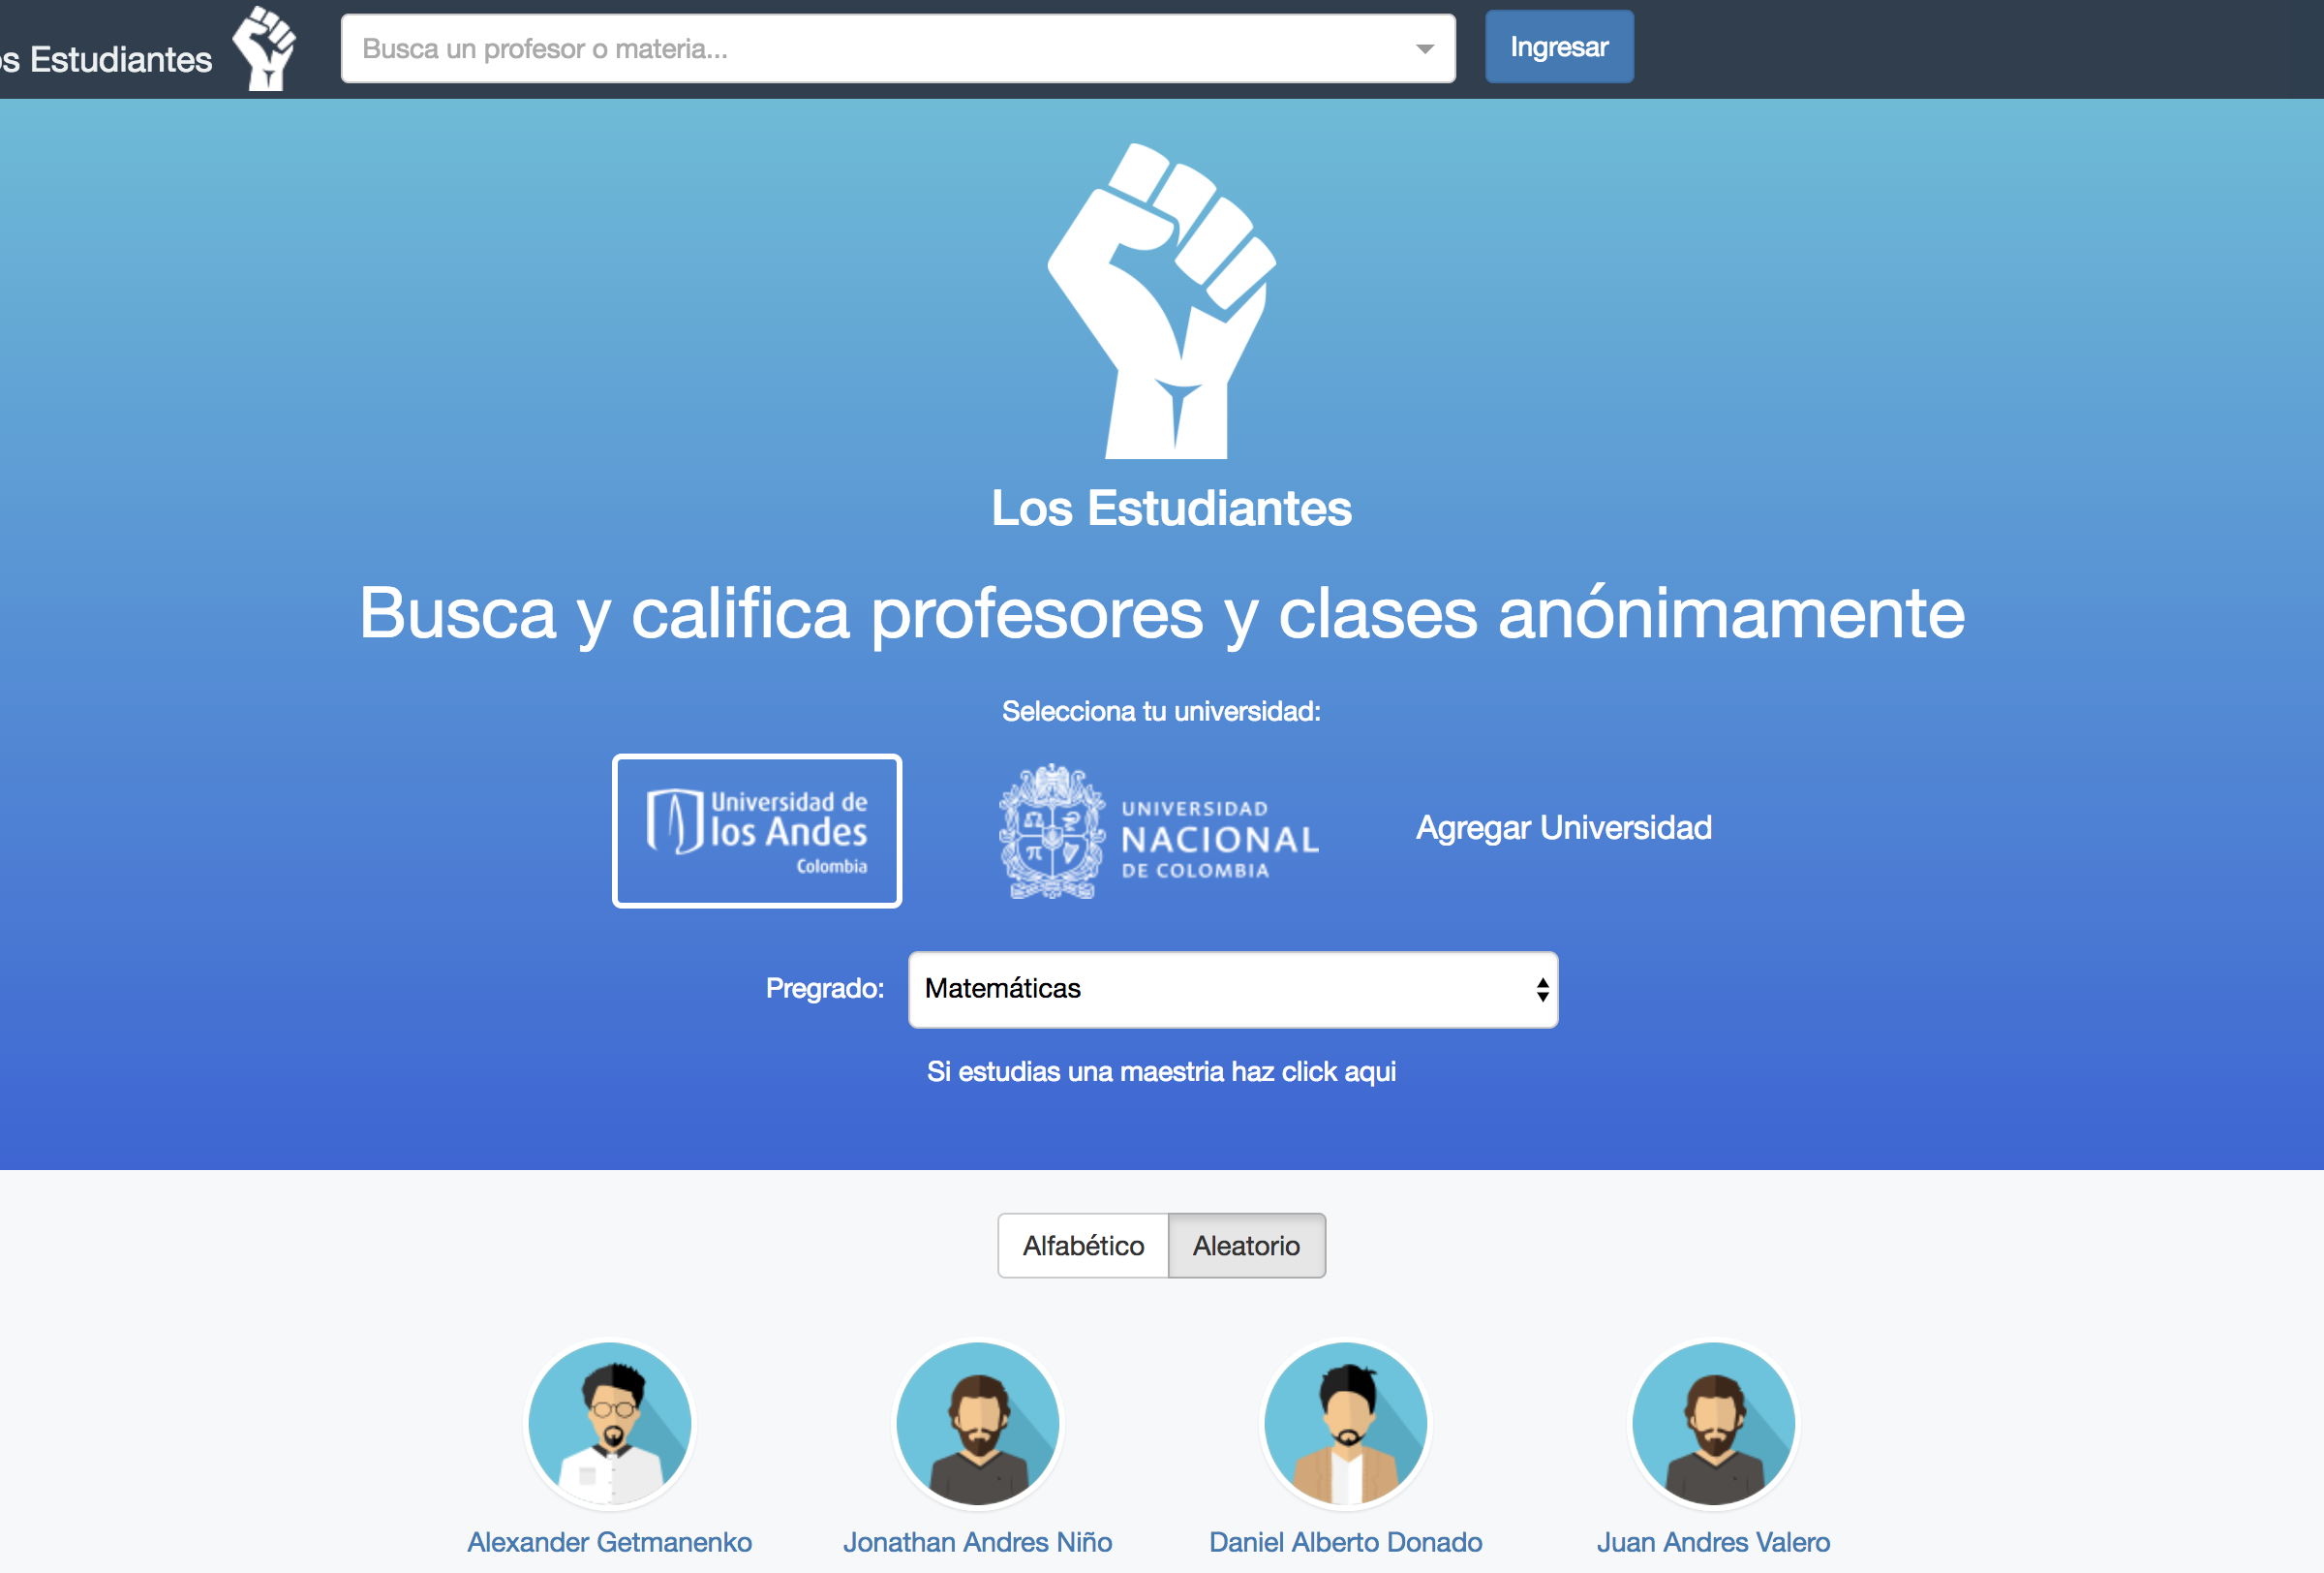 s Estudiantes
Busca un profesor o materia...
Ingresar
Los Estudiantes
Busca y califica profesores y clases anónimamente
Selecciona tu universidad:
Universidad de
los Andes
Colombia
UNIVERSIDAD
NACIONAL
DE COLOMBIA
π
Agregar Universidad
Pregrado:
Matemáticas
Si estudias una maestria haz click aqui
Alfabético
Aleatorio
Alexander Getmanenko
Jonathan Andres Niño
Daniel Alberto Donado
Juan Andres Valero